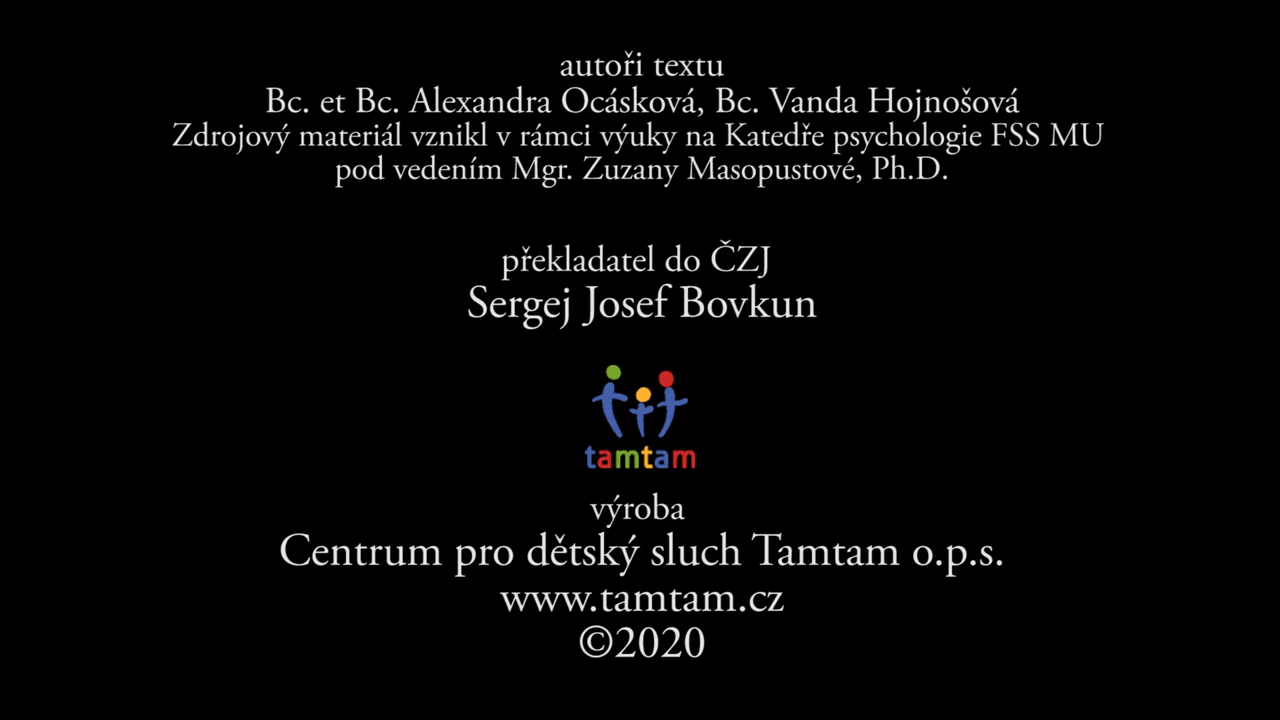 autoři textu
Bc. et Bc. Alexandra Ocásková, Bc. Vanda Hojnošová
Zdrojový materiál vznikl v rámci výuky na Katedře psychologie FSS MU
pod vedením Mgr. Zuzany Masopustové, Ph.D.
překladatel do ČZJ
Sergej Josef Bovkun
tamtam
výroba
Centrum pro dětský sluch Tamtam o.p.s.
www.tamtam.cz
©2020